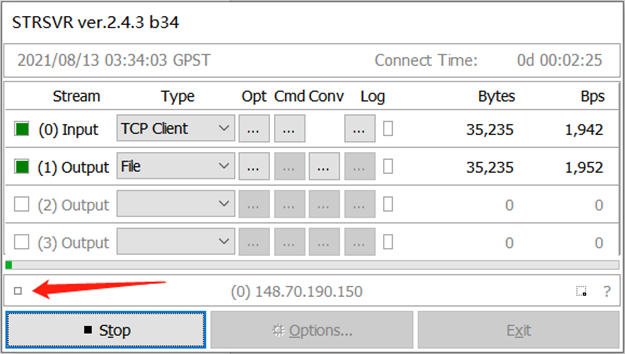 STRSVR ver.2.4.3 b34
2021/08/13 03:34:03 GPST Connect Time: 0d 00:02:25
Stream Type Opt Cmd Conv Log Bytes Bps
(0) Input TCP Client ... ... ... 35,235 1,942
(1) Output File ... ... ... ... 35,235 1,952
(2) Output ... ... ... ... 0 0
(3) Output ... ... ... ... 0 0
(0) 148.70.190.150 ?
Stop Options... Exit